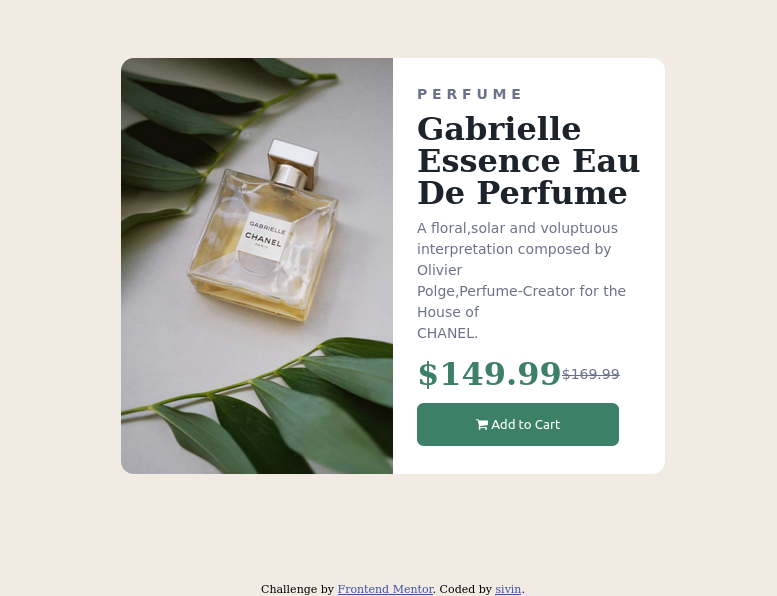 GABRIELLE
CHANEL
PARIS
PERFUME
Gabrielle
Essence Eau
De Perfume
A floral,solar and voluptuous
interpretation composed by
Olivier
Polge,Perfume-Creator for the
House of
CHANEL.
$149.99 $169.99
Add to Cart
Challenge by Frontend Mentor. Coded by sivin.